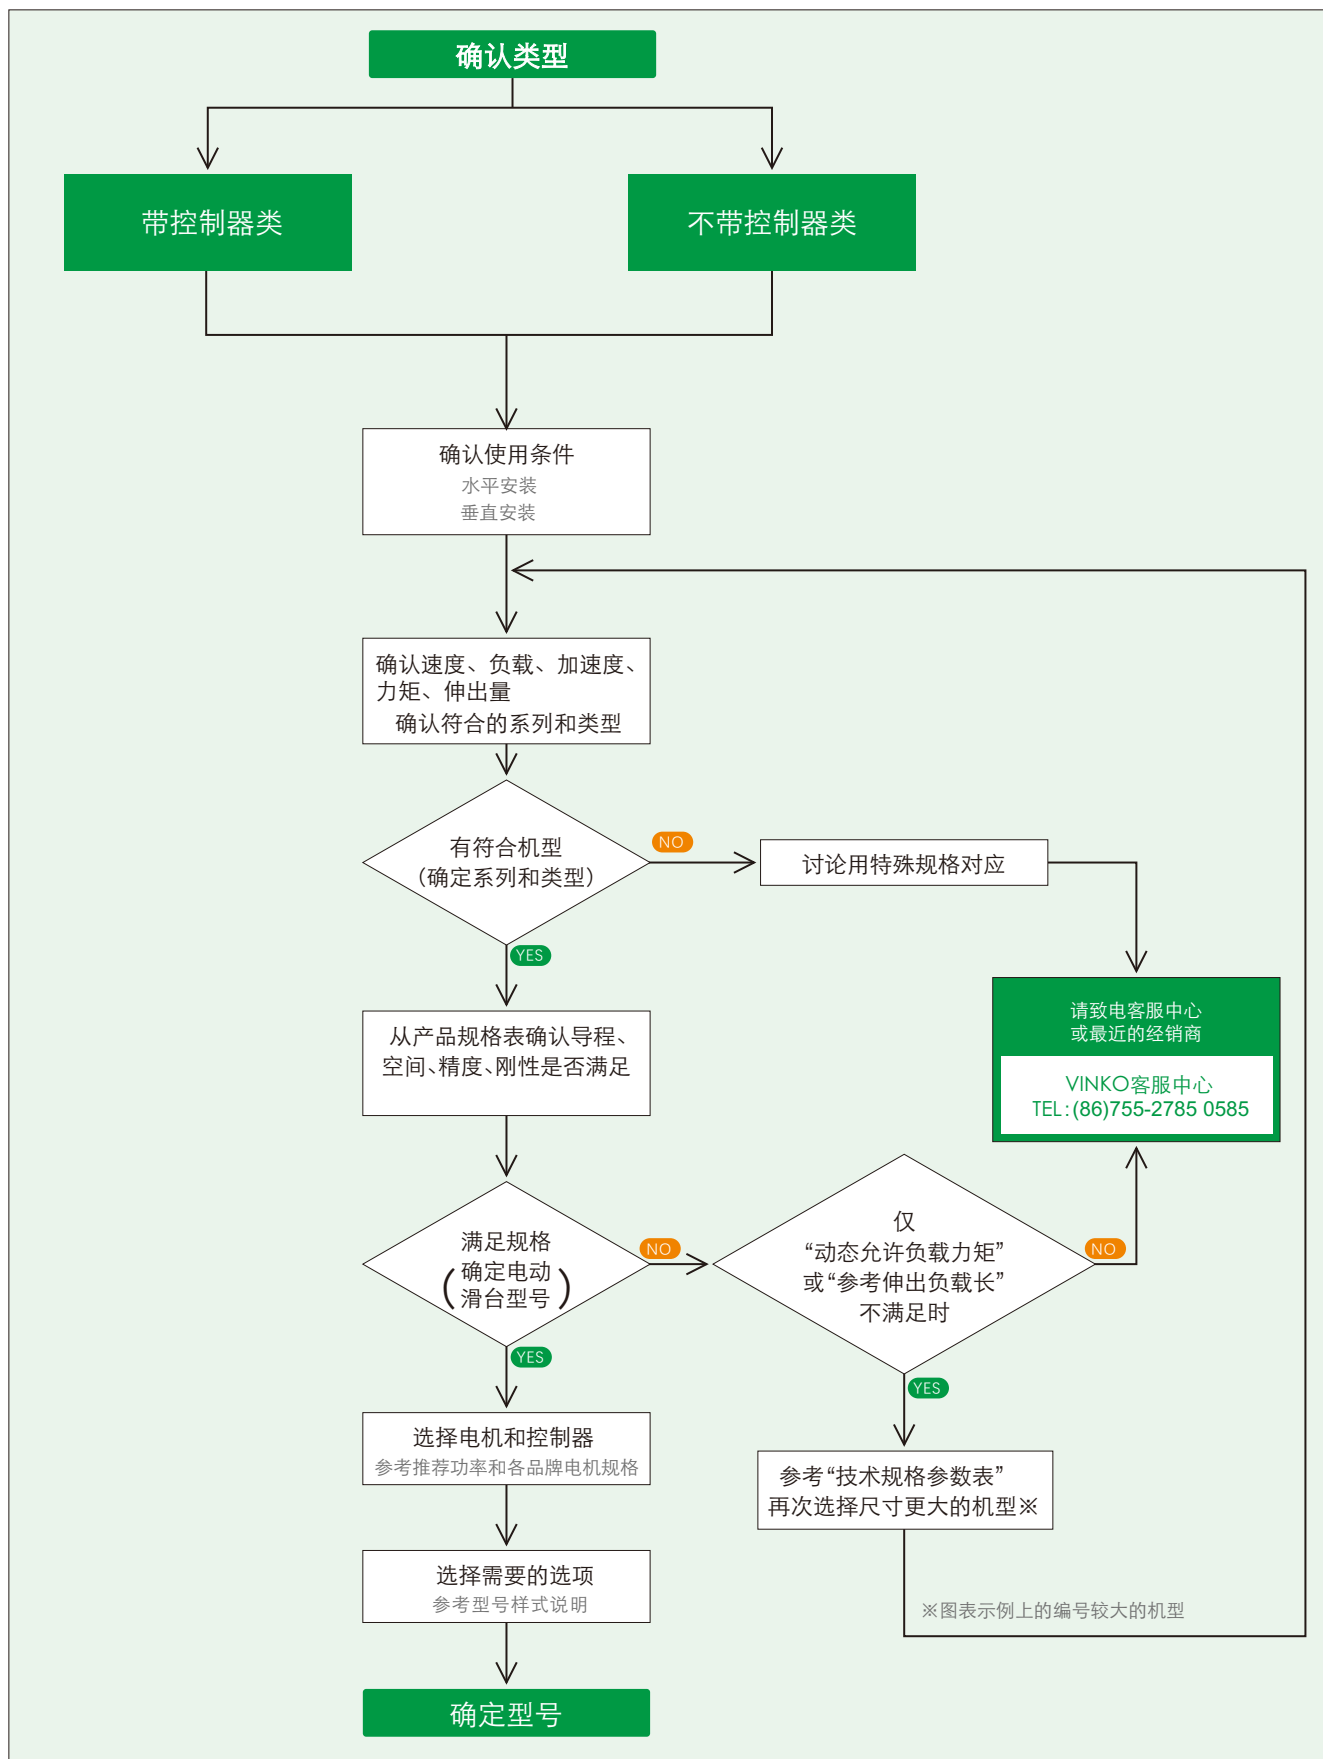 确认类型
带控制器类
不带控制器类
确认使用条件
水平安装
垂直安装
确认速度、负载、加速度、
力矩、伸出量
确认符合的系列和类型
有符合机型
（确定系列和类型）
NO
讨论用特殊规格对应
YES
请致电客服中心
或最近的经销商
VINKO客服中心
TEL:(86)755-2785 0585
从产品规格表确认导程、
空间、精度、刚性是否满足
满足规格
（确定电动
滑台型号）
NO
仅
“动态允许负载力矩”
或“参考伸出负载长”
不满足时
NO
YES
YES
选择电机和控制器
参考推荐功率和各品牌电机规格
参考“技术规格参数表”
再次选择尺寸更大的机型※
选择需要的选项
参考型号样式说明
※图表示例上的编号较大的机型
确定型号